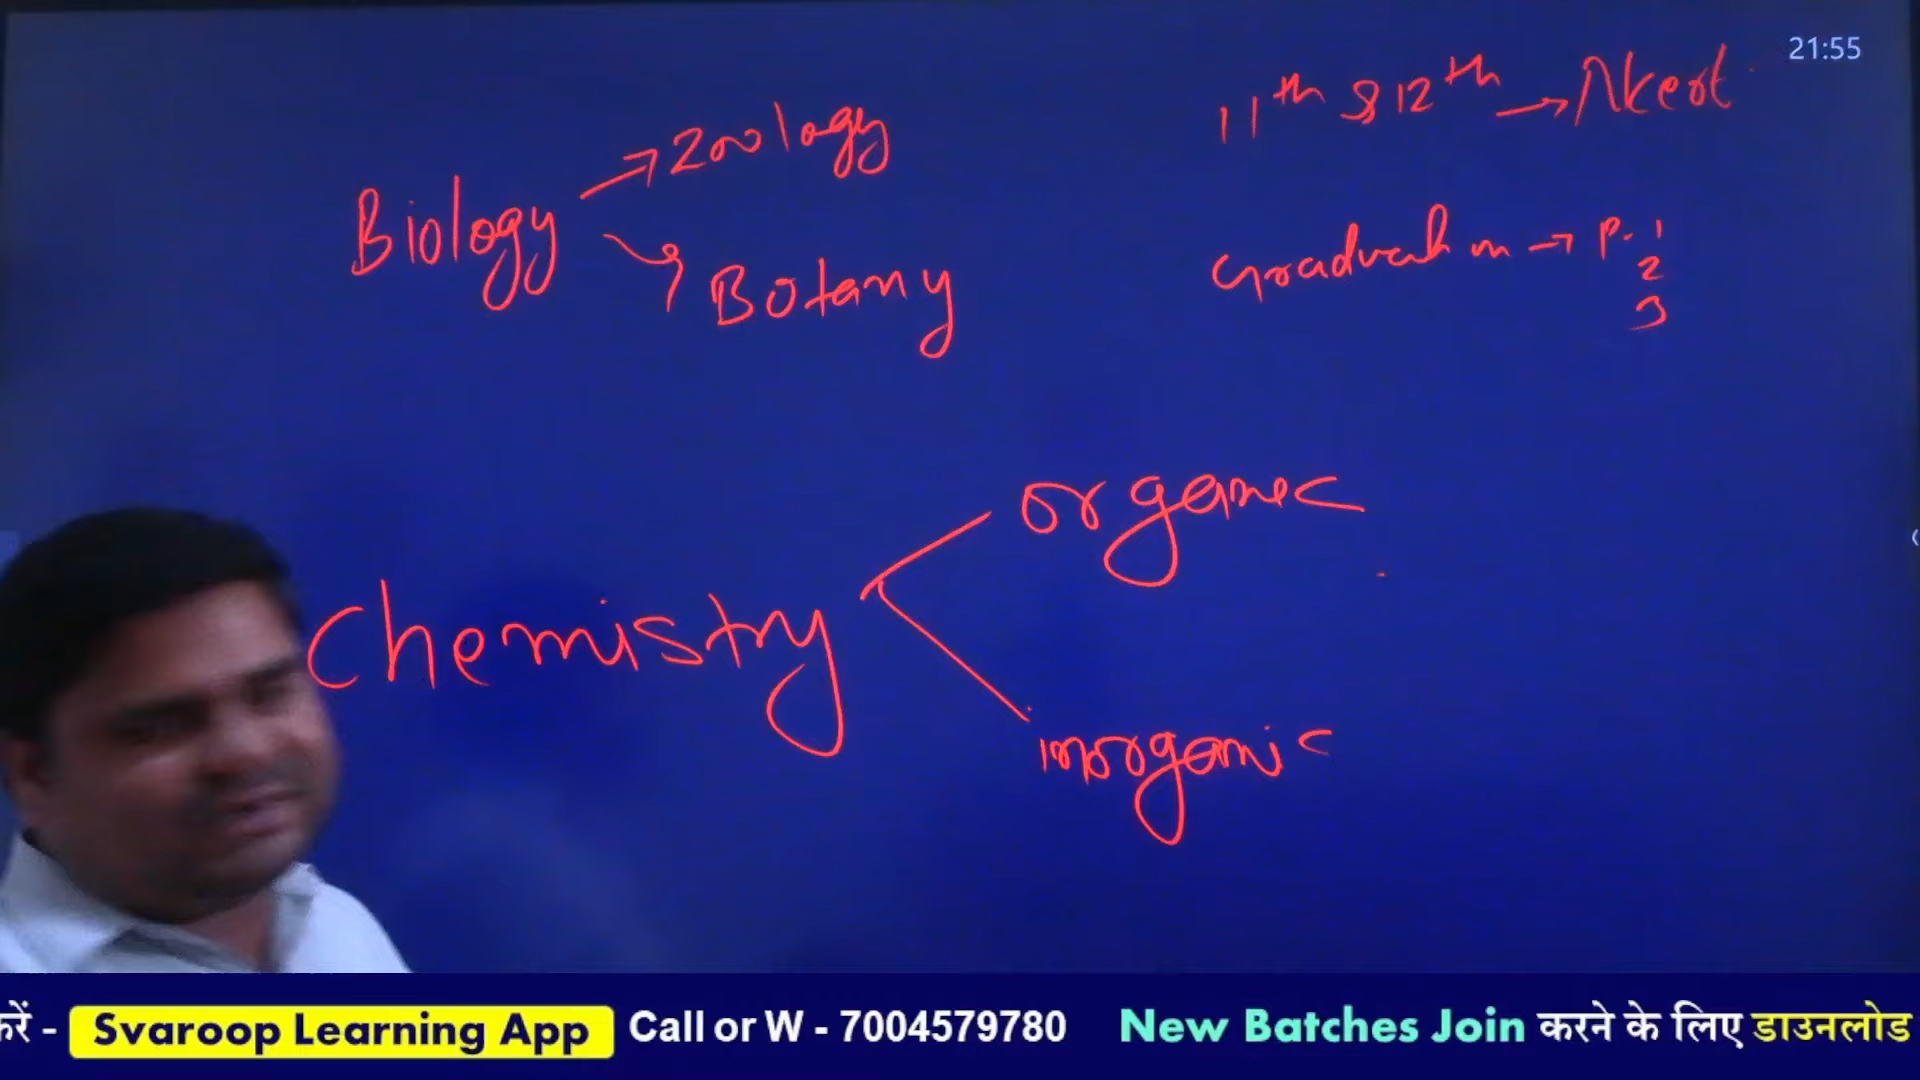 21:55
11th & 12th → Ncert
Biology → Zoology
→ Botany
Graduation → P-1
2
3
Chemistry
organic
inorganic
करें - Svaroop Learning App Call or W - 7004579780 New Batches Join करने के लिए डाउनलोड